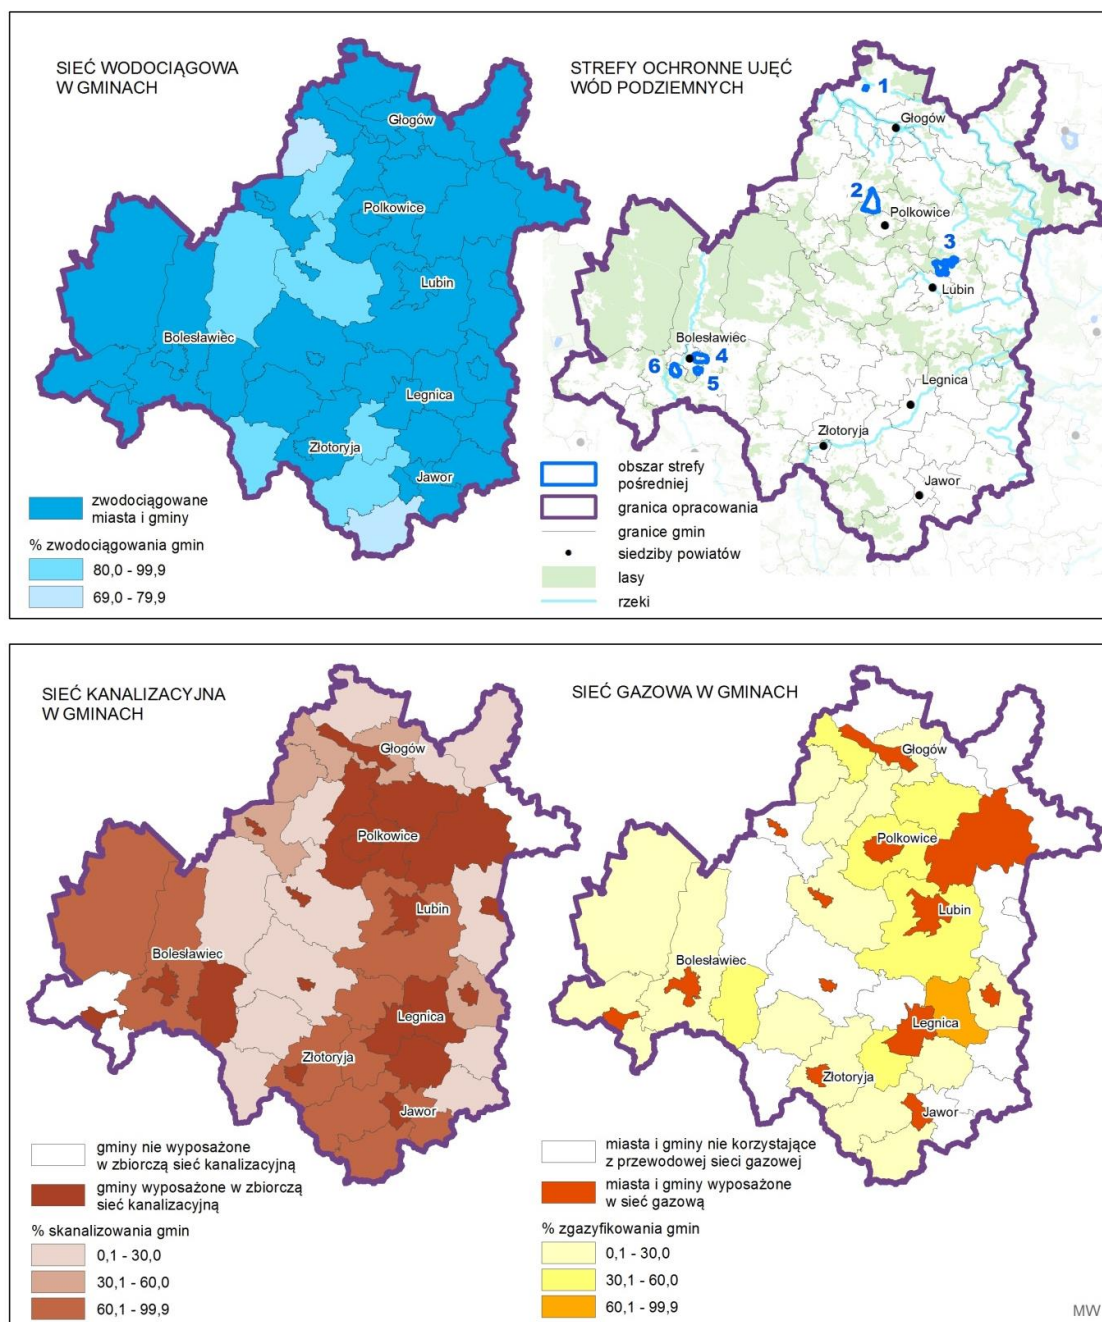 SIEĆ WODOCIĄGOWA
W GMINACH
Głogów
Polkowice
Lubin
Bolesławiec
Legnica
Złotoryja
Jawor
zwodociągowane
miasta i gminy
% zwodociągowania gmin
80,0 - 99,9
69,0 - 79,9
STREFY OCHRONNE UJĘĆ
WÓD PODZIEMNYCH
1
Głogów
2
Polkowice
3
Lubin
Bolesławiec
4
6
5
Legnica
Złotoryja
Jawor
obszar strefy
pośredniej
granica opracowania
granice gmin
siedziby powiatów
lasy
rzeki
SIEĆ KANALIZACYJNA
W GMINACH
Głogów
Polkowice
Lubin
Bolesławiec
Legnica
Złotoryja
Jawor
gminy nie wyposażone
w zbiorczą sieć kanalizacyjną
gminy wyposażone w zbiorczą
sieć kanalizacyjną
% skanalizowania gmin
0,1 - 30,0
30,1 - 60,0
60,1 - 99,9
SIEĆ GAZOWA W GMINACH
Głogów
Polkowice
Lubin
Bolesławiec
Legnica
Złotoryja
Jawor
miasta i gminy nie korzystające
z przewodowej sieci gazowej
miasta i gminy wyposażone
w sieć gazową
% zgazyfikowania gmin
0,1 - 30,0
30,1 - 60,0
60,1 - 99,9
MW